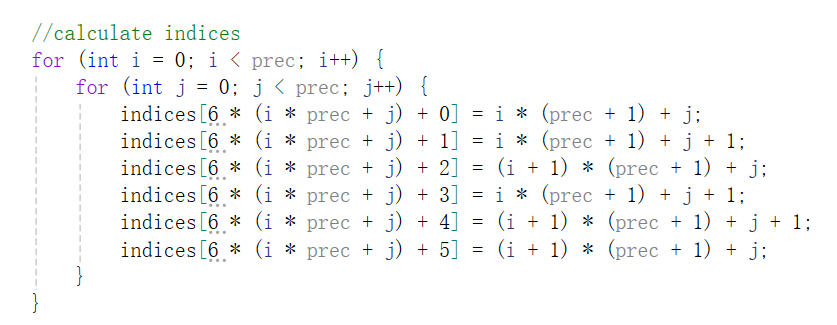 //calculate indices
for (int i = 0; i < prec; i++) {
for (int j = 0; j < prec; j++) {
indices[6 * (i * prec + j) + 0] = i * (prec + 1) + j;
indices[6 * (i * prec + j) + 1] = i * (prec + 1) + j + 1;
indices[6 * (i * prec + j) + 2] = (i + 1) * (prec + 1) + j;
indices[6 * (i * prec + j) + 3] = i * (prec + 1) + j + 1;
indices[6 * (i * prec + j) + 4] = (i + 1) * (prec + 1) + j + 1;
indices[6 * (i * prec + j) + 5] = (i + 1) * (prec + 1) + j;
}
}